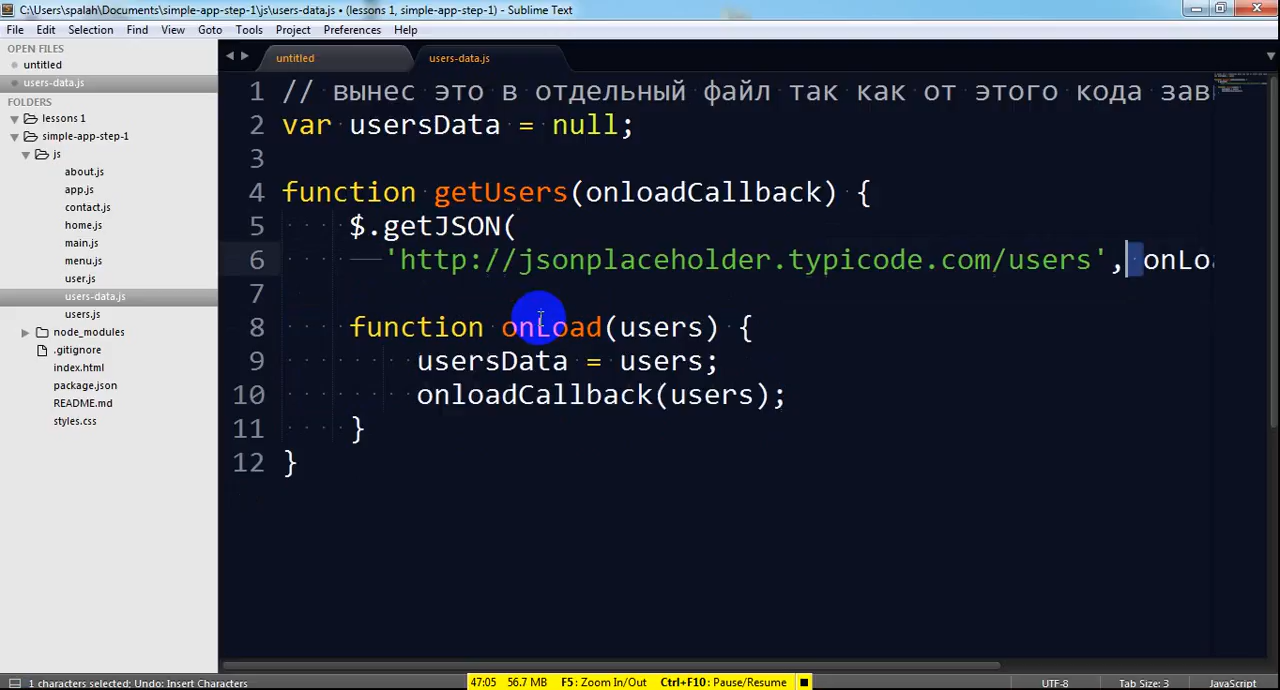 C:\Users\spalah\Documents\simple-app-step-1\js\users-data.js • (lessons 1, simple-app-step-1) - Sublime Text
File Edit Selection Find View Goto Tools Project Preferences Help
OPEN FILES
untitled
users-data.js
FOLDERS
lessons 1
simple-app-step-1
js
about.js
app.js
contact.js
home.js
main.js
menu.js
user.js
users-data.js
users.js
node_modules
.gitignore
index.html
package.json
README.md
styles.css
untitled users-data.js
1 // вынес это в отдельный файл так как от этого кода зав
2 var usersData = null;
3
4 function getUsers(onloadCallback) {
5 $.getJSON(
6 'http://jsonplaceholder.typicode.com/users', onLoa
7
8 function onLoad(users) {
9 usersData = users;
10 onloadCallback(users);
11 }
12 }
1 characters selected; Undo: Insert Characters
47:05 56.7 MB F5: Zoom In/Out Ctrl+F10: Pause/Resume
UTF-8 Tab Size: 3 JavaScript